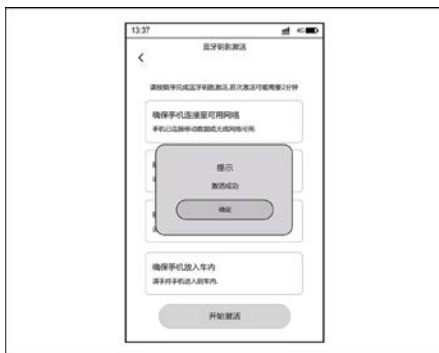 13:37
4G
蓝牙钥匙激活
请按顺序完成蓝牙钥匙激活,首次激活可能需要2分钟
确保手机连接至可用网络
手机已连接移动数据或无线网络可用.
提示
激活成功
确定
确保手机放入车内
请手持手机进入到车内.
开始激活